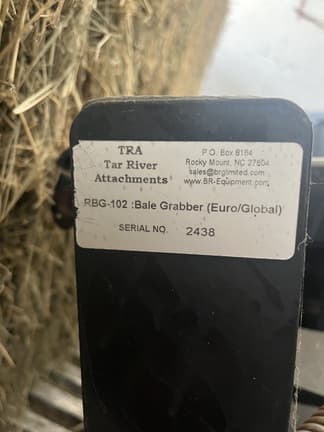 TRA
Tar River
Attachments
P.O. Box 8184
Rocky Mount, NC 27804
sales@brglimited.com
www.BR-Equipment.com
RBG-102 :Bale Grabber (Euro/Global)
SERIAL NO. 2438